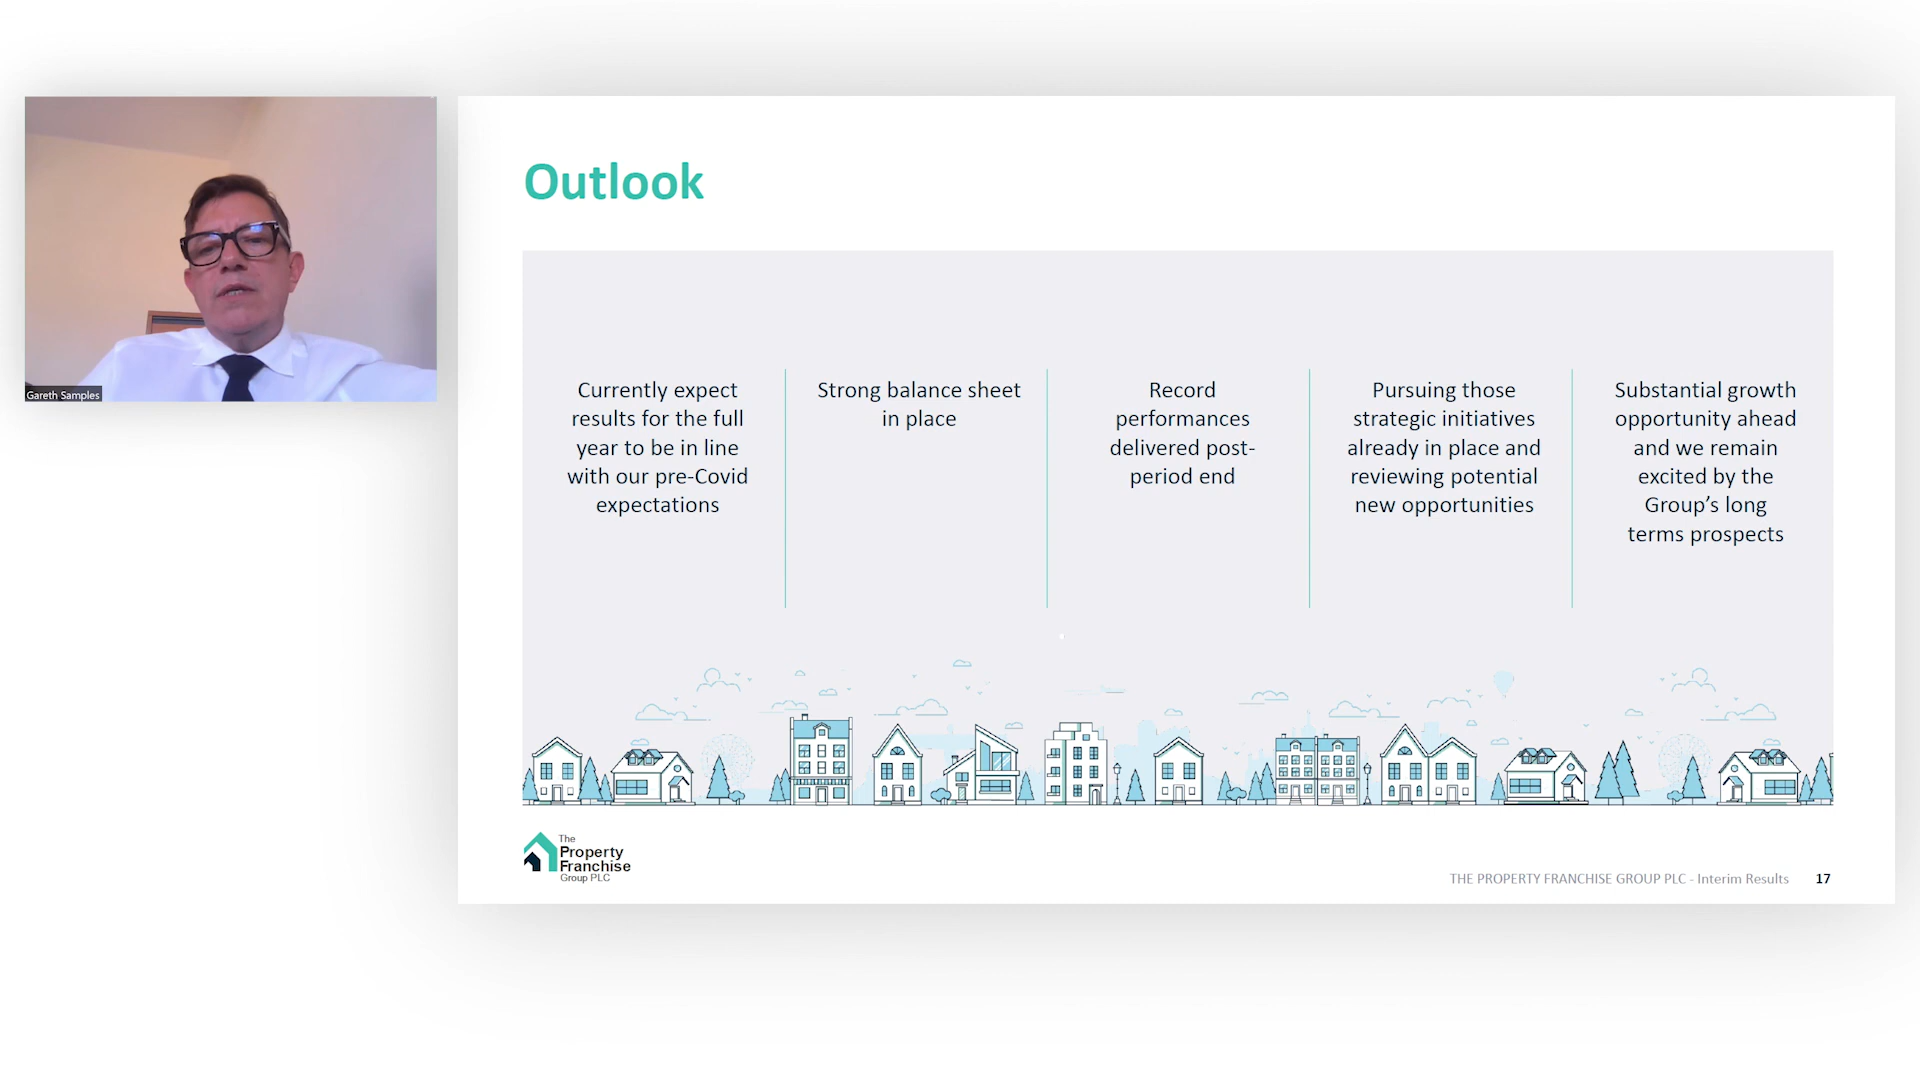 Gareth Samples
Outlook
Currently expect
results for the full
year to be in line
with our pre-Covid
expectations
Strong balance sheet
in place
Record
performances
delivered post-
period end
Pursuing those
strategic initiatives
already in place and
reviewing potential
new opportunities
Substantial growth
opportunity ahead
and we remain
excited by the
Group’s long
terms prospects
The
Property
Franchise
Group PLC
THE PROPERTY FRANCHISE GROUP PLC - Interim Results 17